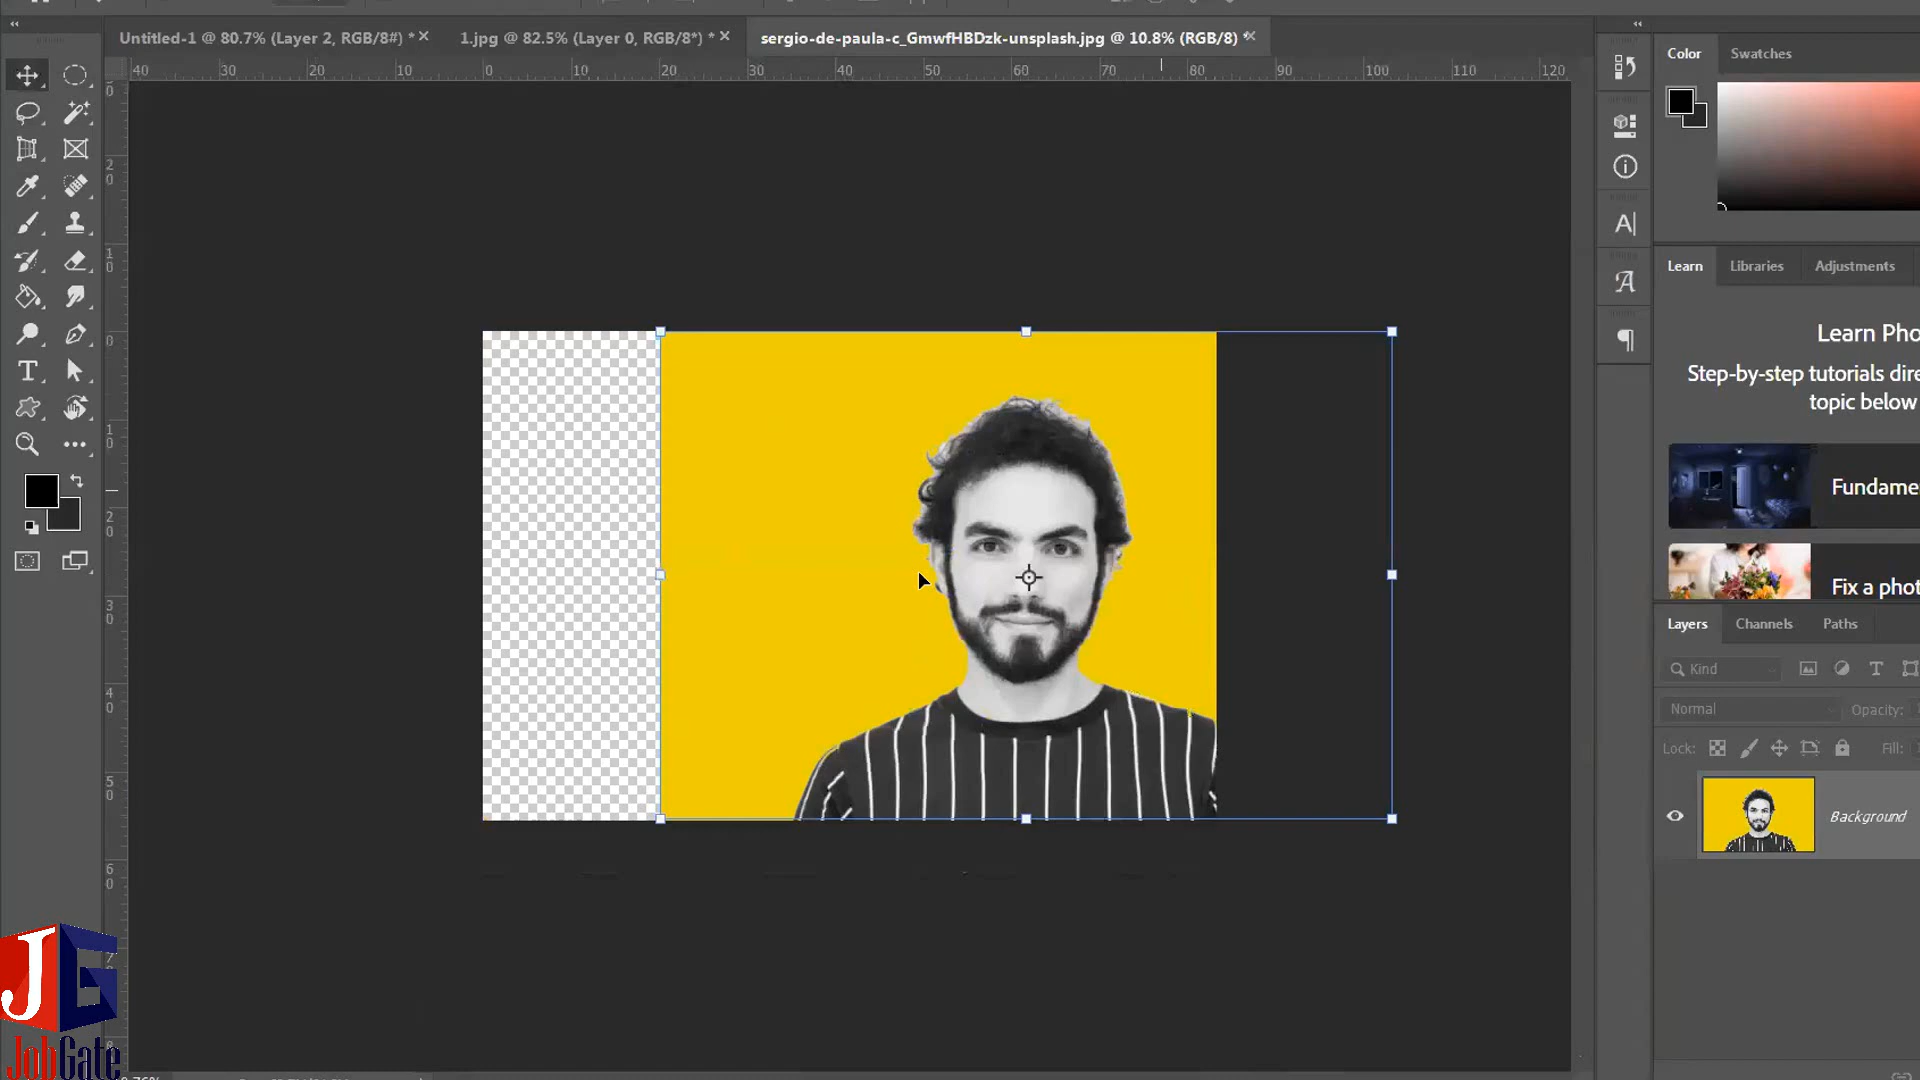 Untitled-1 @ 80.7% (Layer 2, RGB/8#) *
1.jpg @ 82.5% (Layer 0, RGB/8*) *
sergio-de-paula-c_GmwfHBDzk-unsplash.jpg @ 10.8% (RGB/8) *
40 30 20 10 0 10 20 30 40 50 60 70 80 90 100 110 120
Color Swatches
Learn Libraries Adjustments
Learn Pho
Step-by-step tutorials dire
topic below
Fundame
Fix a phot
Layers Channels Paths
Kind
Normal Opacity:
Lock: Fill:
Background
JG
JobGate